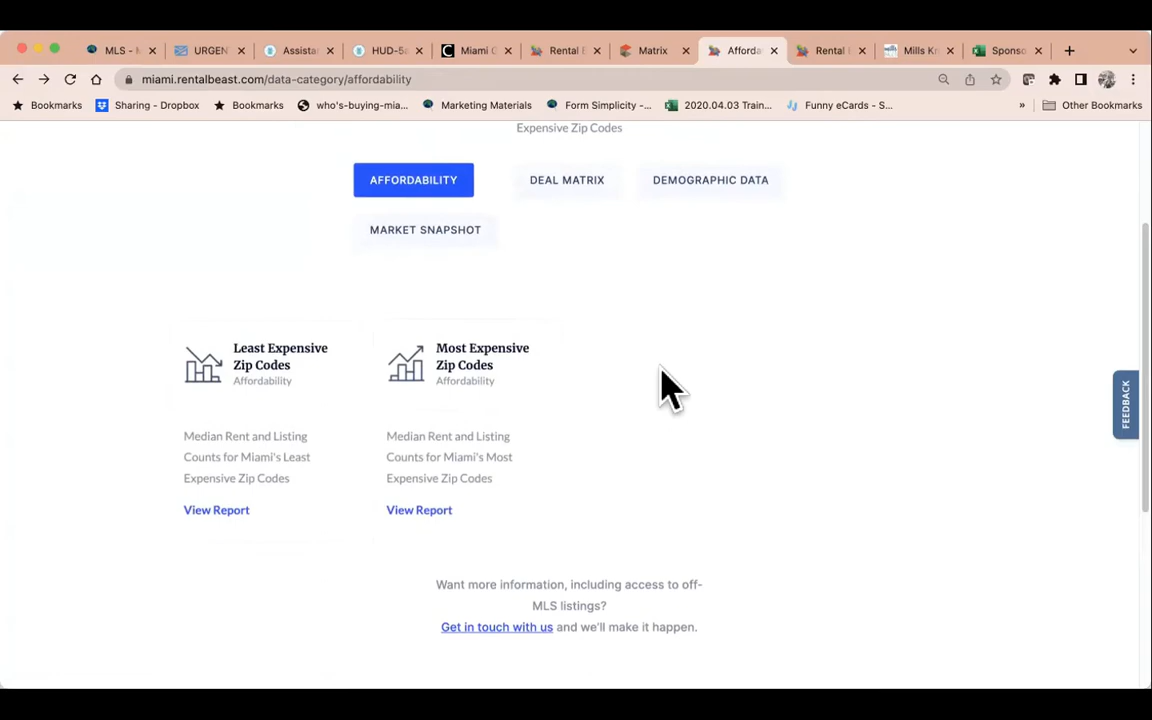 MLS - M
URGEN
Assistan
HUD-5a
Miami C
Rental E
Matrix
Afforda
Rental E
Mills Kn
Sponso
miami.rentalbeast.com/data-category/affordability
Bookmarks
Sharing - Dropbox
Bookmarks
who's-buying-mia...
Marketing Materials
Form Simplicity -...
2020.04.03 Train...
Funny eCards - S...
»
Other Bookmarks
Expensive Zip Codes
AFFORDABILITY
DEAL MATRIX
DEMOGRAPHIC DATA
MARKET SNAPSHOT
Least Expensive
Zip Codes
Affordability
Median Rent and Listing
Counts for Miami's Least
Expensive Zip Codes
View Report
Most Expensive
Zip Codes
Affordability
Median Rent and Listing
Counts for Miami's Most
Expensive Zip Codes
View Report
FEEDBACK
Want more information, including access to off-
MLS listings?
Get in touch with us and we'll make it happen.